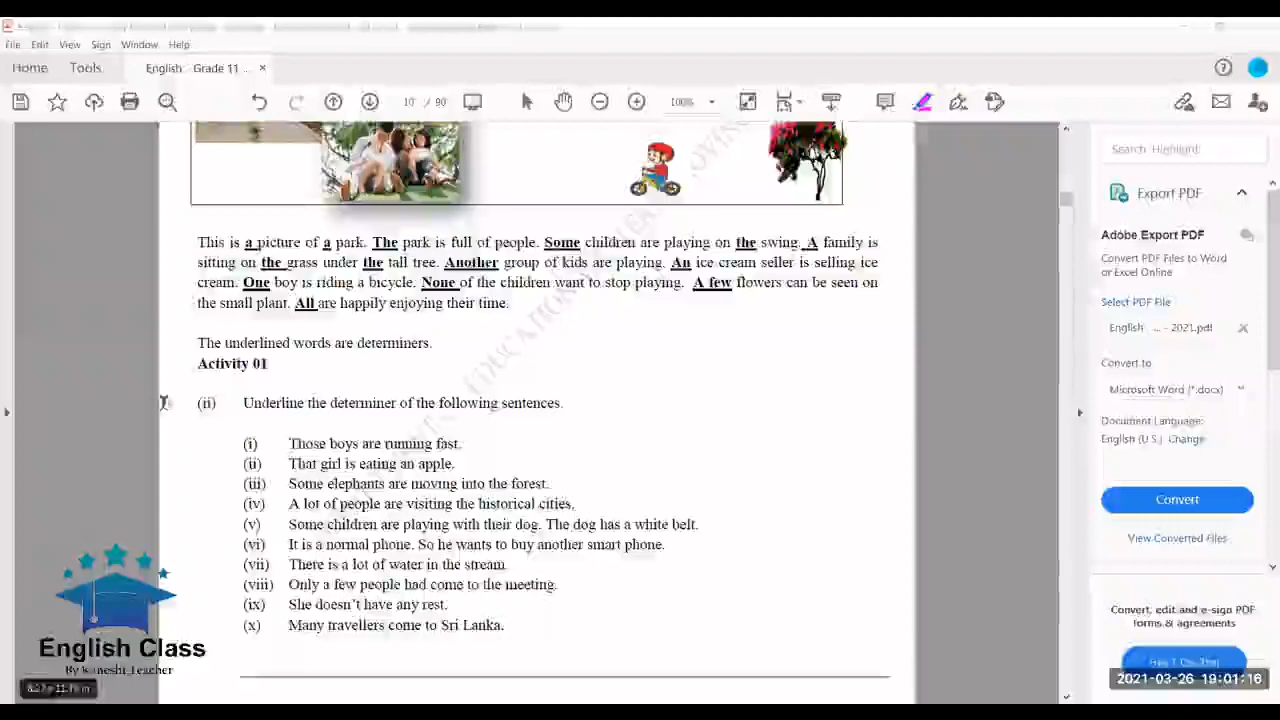 File Edit View Sign Window Help
Home Tools English - Grade 11 ... ×
10 / 90 100%
This is a picture of a park. The park is full of people. Some children are playing on the swing. A family is
sitting on the grass under the tall tree. Another group of kids are playing. An ice cream seller is selling ice
cream. One boy is riding a bicycle. None of the children want to stop playing. A few flowers can be seen on
the small plant. All are happily enjoying their time.
The underlined words are determiners.
Activity 01
(ii) Underline the determiner of the following sentences.
(i) Those boys are running fast.
(ii) That girl is eating an apple.
(iii) Some elephants are moving into the forest.
(iv) A lot of people are visiting the historical cities.
(v) Some children are playing with their dog. The dog has a white belt.
(vi) It is a normal phone. So he wants to buy another smart phone.
(vii) There is a lot of water in the stream.
(viii) Only a few people had come to the meeting.
(ix) She doesn't have any rest.
(x) Many travellers come to Sri Lanka.
English Class
EDUCATION
Search 'Highlight'
Export PDF
Adobe Export PDF
Convert PDF Files to Word
or Excel Online
Select PDF File
English ... - 2021.pdf
Convert to
Microsoft Word (*.docx)
Document Language:
English (U.S.) Change
Convert
View Converted Files
Convert, edit and e-sign PDF
forms & agreements
2021-03-26 19:01:16